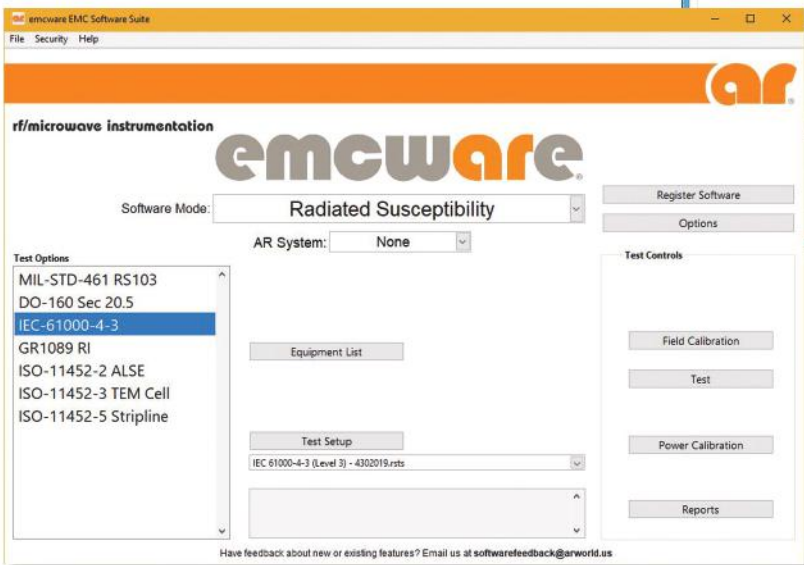 emcware EMC Software Suite
File Security Help
ar
rf/microwave instrumentation
emcware
Software Mode: Radiated Susceptibility
Register Software
Options
AR System: None
Test Options
MIL-STD-461 RS103
DO-160 Sec 20.5
IEC-61000-4-3
GR1089 RI
ISO-11452-2 ALSE
ISO-11452-3 TEM Cell
ISO-11452-5 Stripline
Equipment List
Test Setup
IEC 61000-4-3 (Level 3) - 4302019.rsts
Test Controls
Field Calibration
Test
Power Calibration
Reports
Have feedback about new or existing features? Email us at softwarefeedback@arworld.us